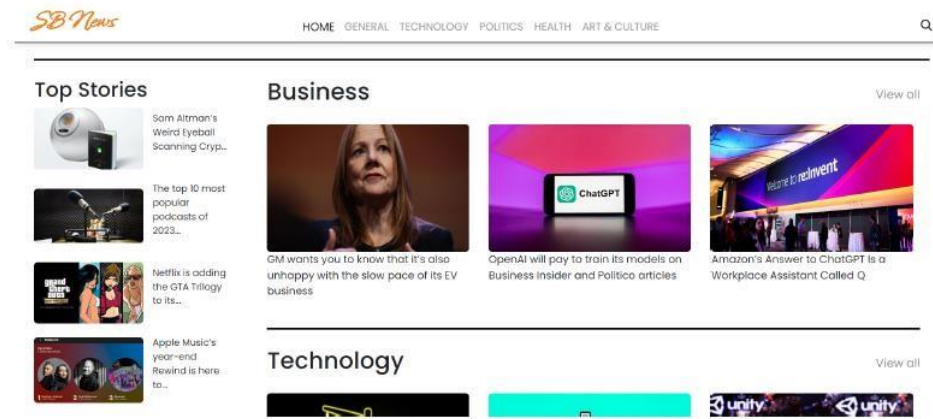 SB News
HOME GENERAL TECHNOLOGY POLITICS HEALTH ART & CULTURE
Top Stories
Sam Altman's
Weird Eyeball
Scanning Cryp...
The top 10 most
popular
podcasts of
2023...
grand
theft
auto
Netflix is adding
the GTA Trilogy
to its...
Apple Music's
year-end
Rewind is here
to...
Business
View all
GM wants you to know that it's also
unhappy with the slow pace of its EV
business
ChatGPT
OpenAI will pay to train its models on
Business Insider and Politico articles
Welcome to re:Invent
Amazon's Answer to ChatGPT Is a
Workplace Assistant Called Q
Technology
View all
unity
unity